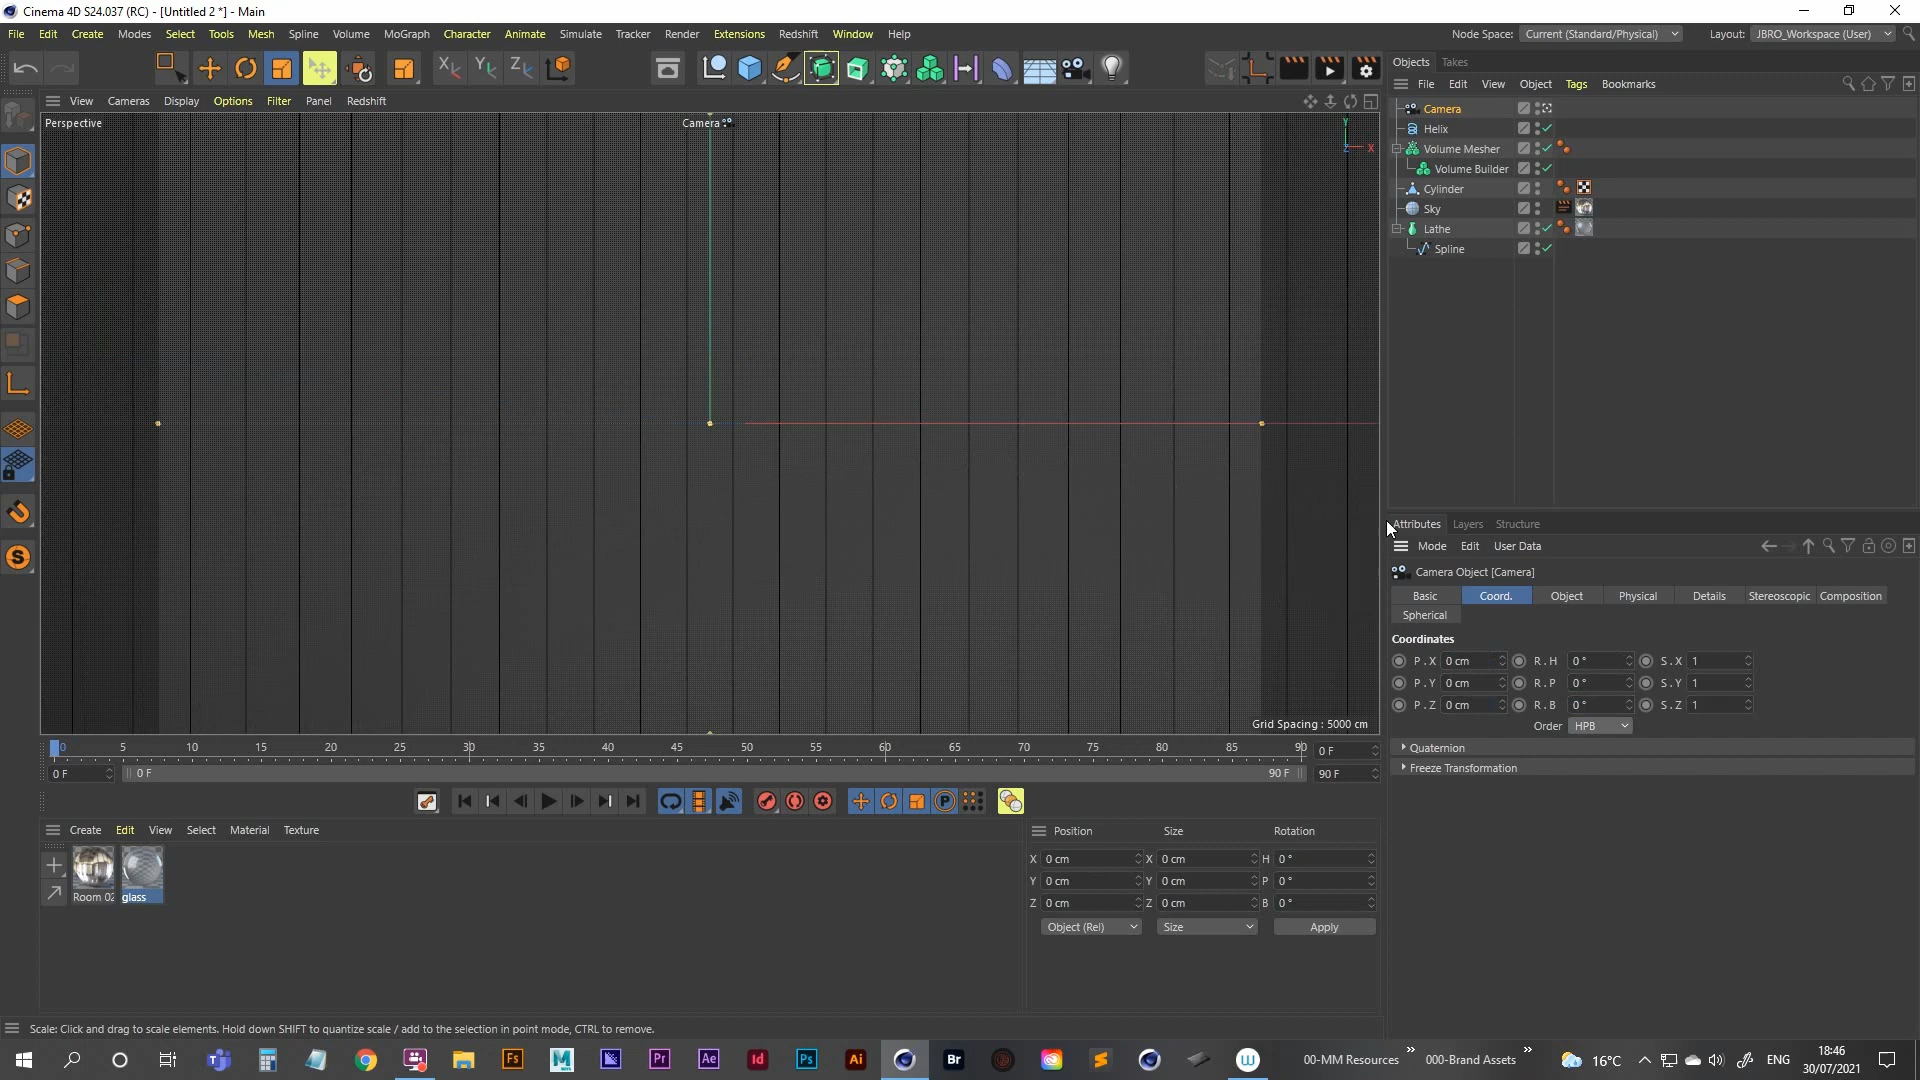 Cinema 4D S24.037 (RC) - [Untitled 2 *] - Main
File Edit Create Modes Select Tools Mesh Spline Volume MoGraph Character Animate Simulate Tracker Render Extensions Redshift Window Help
Node Space: Current (Standard/Physical) Layout: JBRO_Workspace (User)
X Y Z
Objects Takes
File Edit View Object Tags Bookmarks
View Cameras Display Options Filter Panel Redshift
Perspective
Camera
Y
Z X
Camera
Helix
Volume Mesher
Volume Builder
Cylinder
Sky
Lathe
Spline
Grid Spacing : 5000 cm
Attributes Layers Structure
Mode Edit User Data
Camera Object [Camera]
Basic Coord. Object Physical Details Stereoscopic Composition
Spherical
Coordinates
P . X 0 cm R . H 0 ° S . X 1
P . Y 0 cm R . P 0 ° S . Y 1
P . Z 0 cm R . B 0 ° S . Z 1
Order HPB
Quaternion
Freeze Transformation
0 5 10 15 20 25 30 35 40 45 50 55 60 65 70 75 80 85 90 0 F
0 F 0 F 90 F 90 F
P
Create Edit View Select Material Texture
Room 02 glass
Position Size Rotation
X 0 cm X 0 cm H 0 °
Y 0 cm Y 0 cm P 0 °
Z 0 cm Z 0 cm B 0 °
Object (Rel) Size Apply
Scale: Click and drag to scale elements. Hold down SHIFT to quantize scale / add to the selection in point mode, CTRL to remove.
Fs M Pr Ae Id Ps Ai Br W
00-MM Resources » 000-Brand Assets » 16°C ENG
18:46
30/07/2021